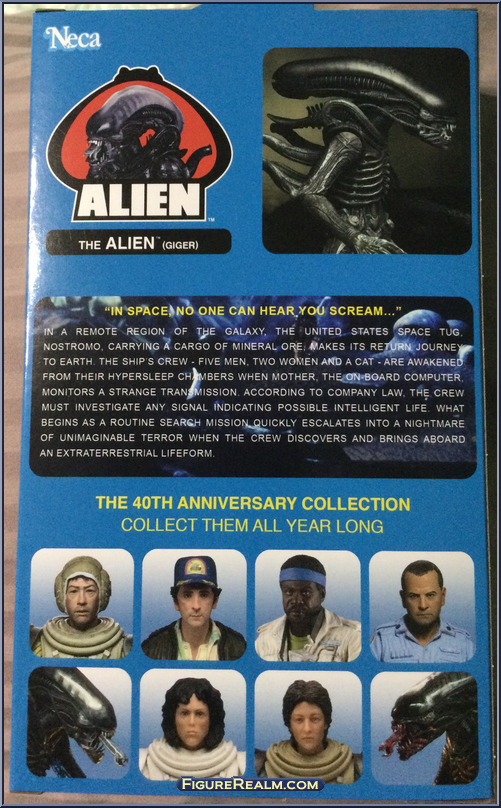 Neca
ALIEN™
THE ALIEN™ (GIGER)
“IN SPACE, NO ONE CAN HEAR YOU SCREAM...”
IN A REMOTE REGION OF THE GALAXY, THE UNITED STATES SPACE TUG,
NOSTROMO, CARRYING A CARGO OF MINERAL ORE, MAKES ITS RETURN JOURNEY
TO EARTH. THE SHIP'S CREW - FIVE MEN, TWO WOMEN AND A CAT - ARE AWAKENED
FROM THEIR HYPERSLEEP CHAMBERS WHEN MOTHER, THE ON-BOARD COMPUTER,
MONITORS A STRANGE TRANSMISSION. ACCORDING TO COMPANY LAW, THE CREW
MUST INVESTIGATE ANY SIGNAL INDICATING POSSIBLE INTELLIGENT LIFE. WHAT
BEGINS AS A ROUTINE SEARCH MISSION QUICKLY ESCALATES INTO A NIGHTMARE
OF UNIMAGINABLE TERROR WHEN THE CREW DISCOVERS AND BRINGS ABOARD
AN EXTRATERRESTRIAL LIFEFORM.
THE 40TH ANNIVERSARY COLLECTION
COLLECT THEM ALL YEAR LONG
FIGUREREALM.COM